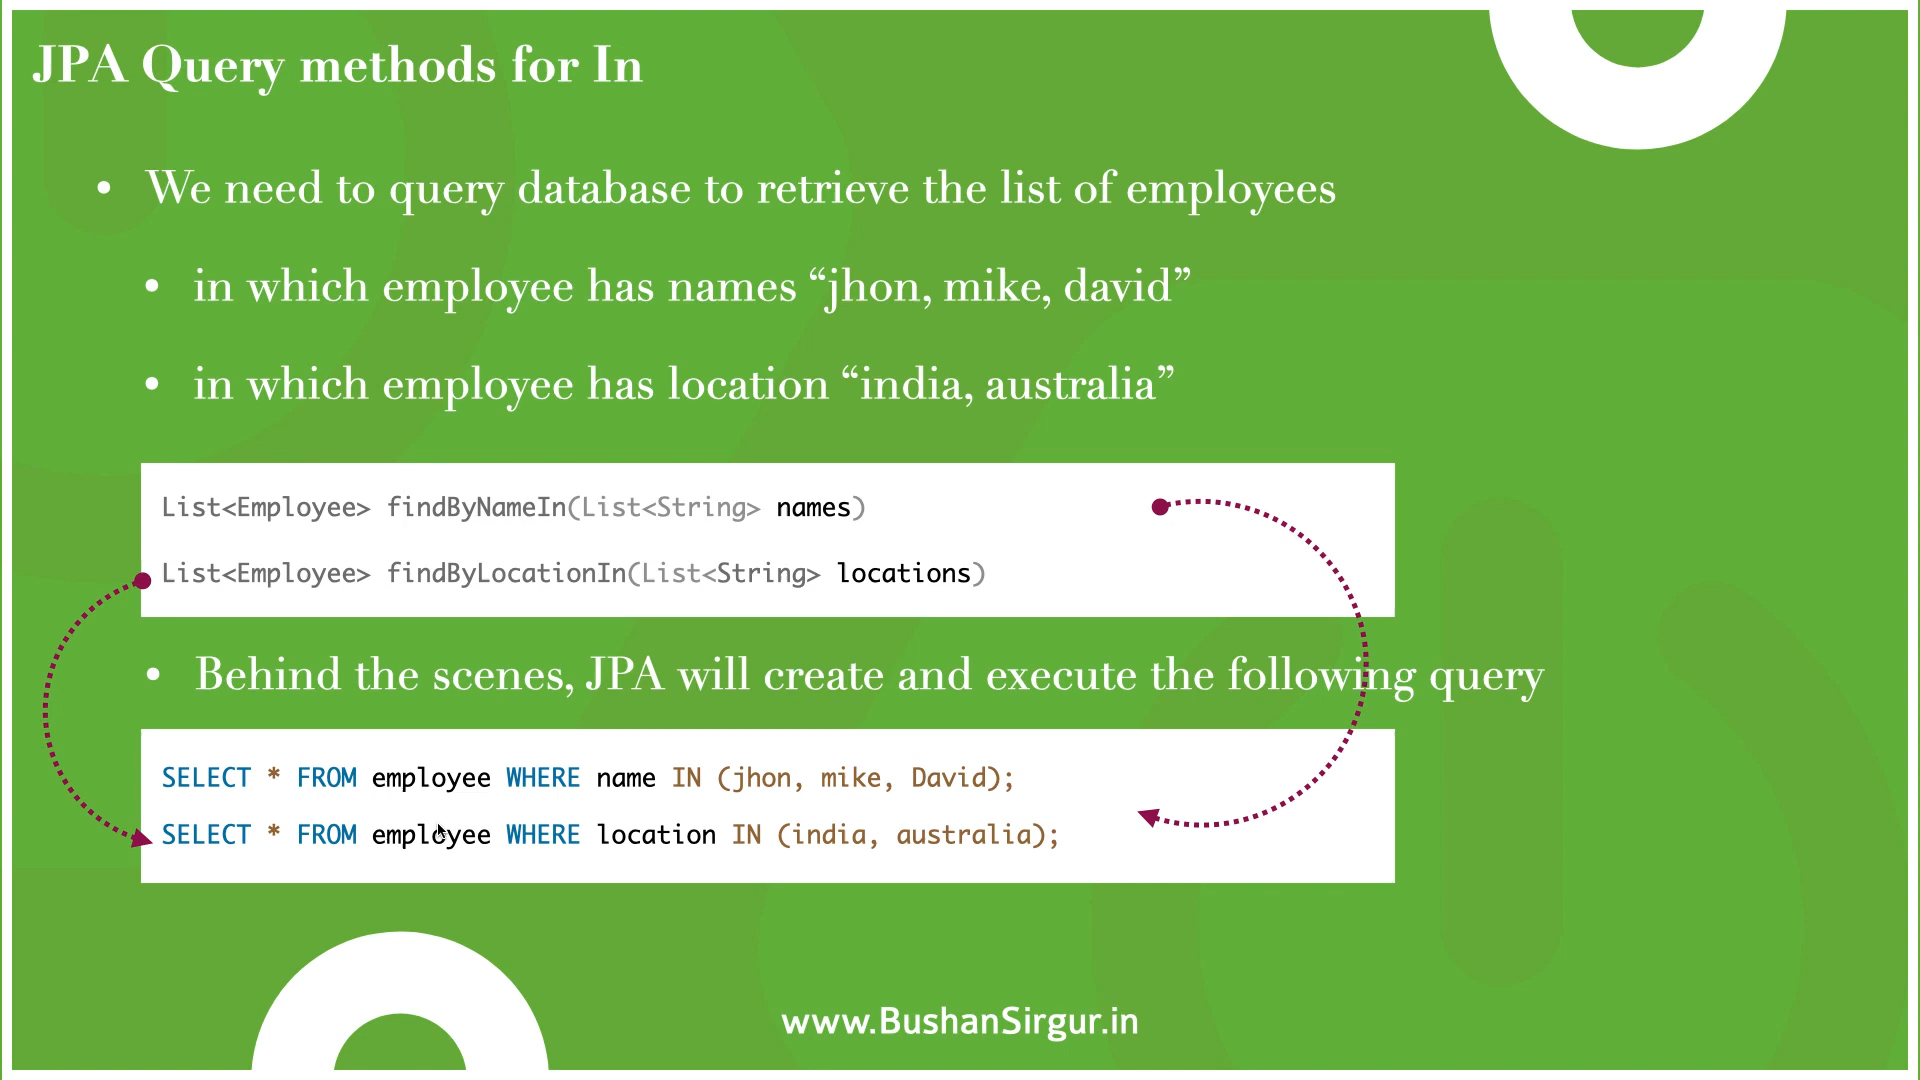 JPA Query methods for In
• We need to query database to retrieve the list of employees
• in which employee has names “jhon, mike, david”
• in which employee has location “india, australia”
List<Employee> findByNameIn(List<String> names)
List<Employee> findByLocationIn(List<String> locations)
• Behind the scenes, JPA will create and execute the following query
SELECT * FROM employee WHERE name IN (jhon, mike, David);
SELECT * FROM employee WHERE location IN (india, australia);
www.BushanSirgur.in